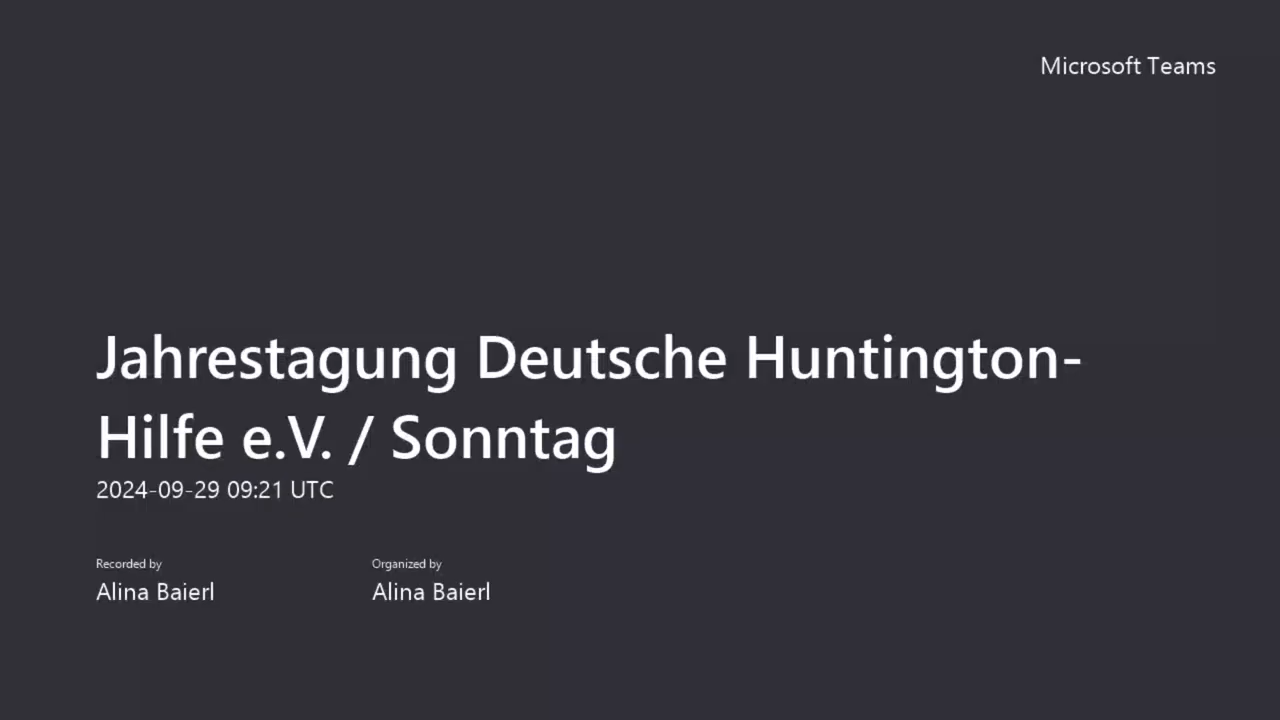 Microsoft Teams
Jahrestagung Deutsche Huntington-
Hilfe e.V. / Sonntag
2024-09-29 09:21 UTC
Recorded by
Alina Baierl
Organized by
Alina Baierl